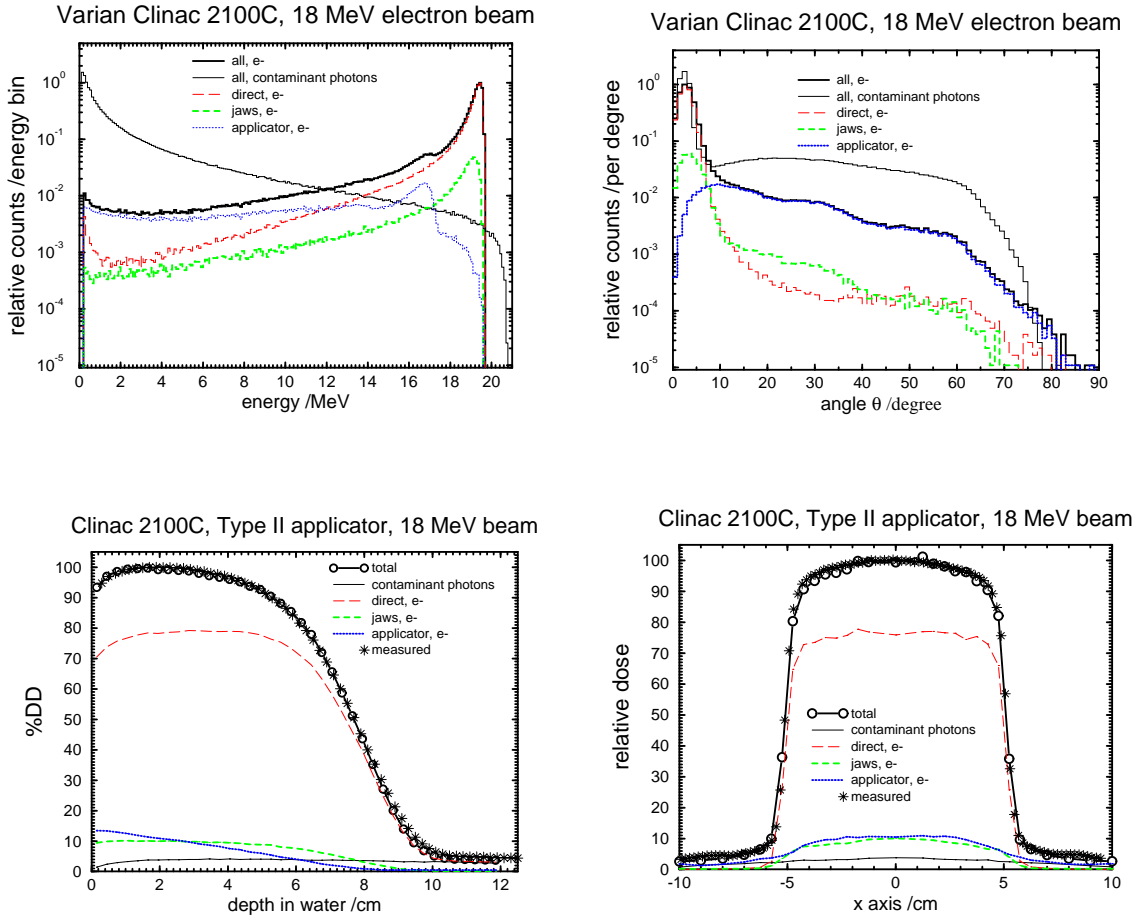 Varian Clinac 2100C, 18 MeV electron beam
all, e-
all, contaminant photons
direct, e-
jaws, e-
applicator, e-
10^0
10^-1
10^-2
10^-3
10^-4
10^-5
relative counts /energy bin
0 2 4 6 8 10 12 14 16 18 20
energy /MeV
Varian Clinac 2100C, 18 MeV electron beam
all, e-
all, contaminant photons
direct, e-
jaws, e-
applicator, e-
10^0
10^-1
10^-2
10^-3
10^-4
10^-5
relative counts /per degree
0 10 20 30 40 50 60 70 80 90
angle θ /degree
Clinac 2100C, Type II applicator, 18 MeV beam
total
contaminant photons
direct, e-
jaws, e-
applicator, e-
measured
100
90
80
70
60
50
40
30
20
10
0
%DD
0 2 4 6 8 10 12
depth in water /cm
Clinac 2100C, Type II applicator, 18 MeV beam
100
90
80
70
60
50
40
30
20
10
0
relative dose
total
contaminant photons
direct, e-
jaws, e-
applicator, e-
measured
-10 -5 0 5 10
x axis /cm